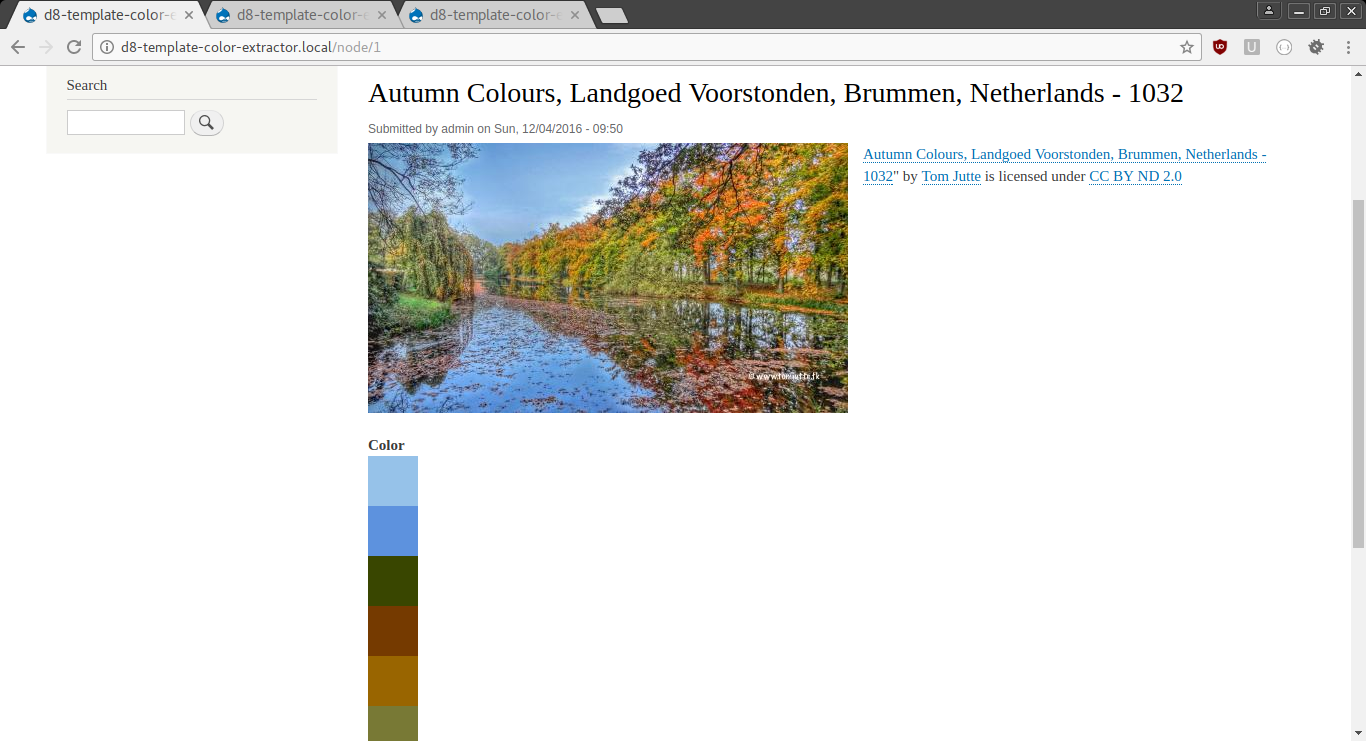 d8-template-color-e
d8-template-color-e
d8-template-color-e
d8-template-color-extractor.local/node/1
Search
Autumn Colours, Landgoed Voorstonden, Brummen, Netherlands - 1032
Submitted by admin on Sun, 12/04/2016 - 09:50
Autumn Colours, Landgoed Voorstonden, Brummen, Netherlands -
1032" by Tom Jutte is licensed under CC BY ND 2.0
© www.tomjutte.tk
Color